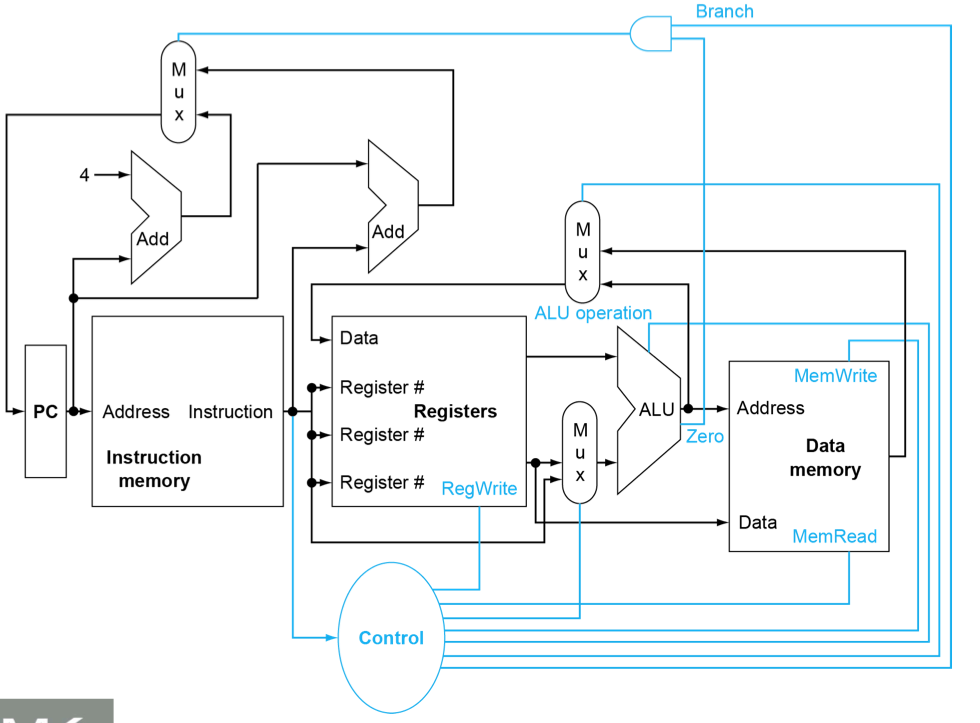 Branch
M
u
x
4
Add
Add
M
u
x
ALU operation
Data
Register #
Register #
Register #
Registers
RegWrite
PC
Address
Instruction
Instruction
memory
M
u
x
ALU
Zero
MemWrite
Address
Data
memory
Data
MemRead
Control